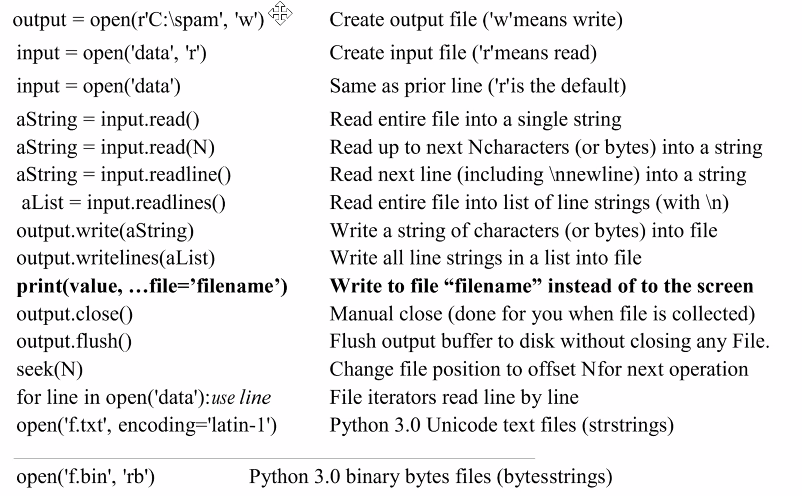 output = open(r'C:\spam', 'w') Create output file ('w'means write)
input = open('data', 'r') Create input file ('r'means read)
input = open('data') Same as prior line ('r'is the default)
aString = input.read() Read entire file into a single string
aString = input.read(N) Read up to next Ncharacters (or bytes) into a string
aString = input.readline() Read next line (including \nnewline) into a string
aList = input.readlines() Read entire file into list of line strings (with \n)
output.write(aString) Write a string of characters (or bytes) into file
output.writelines(aList) Write all line strings in a list into file
print(value, …file=’filename’) Write to file “filename” instead of to the screen
output.close() Manual close (done for you when file is collected)
output.flush() Flush output buffer to disk without closing any File.
seek(N) Change file position to offset Nfor next operation
for line in open('data'):use line File iterators read line by line
open('f.txt', encoding='latin-1') Python 3.0 Unicode text files (strstrings)
open('f.bin', 'rb') Python 3.0 binary bytes files (bytesstrings)